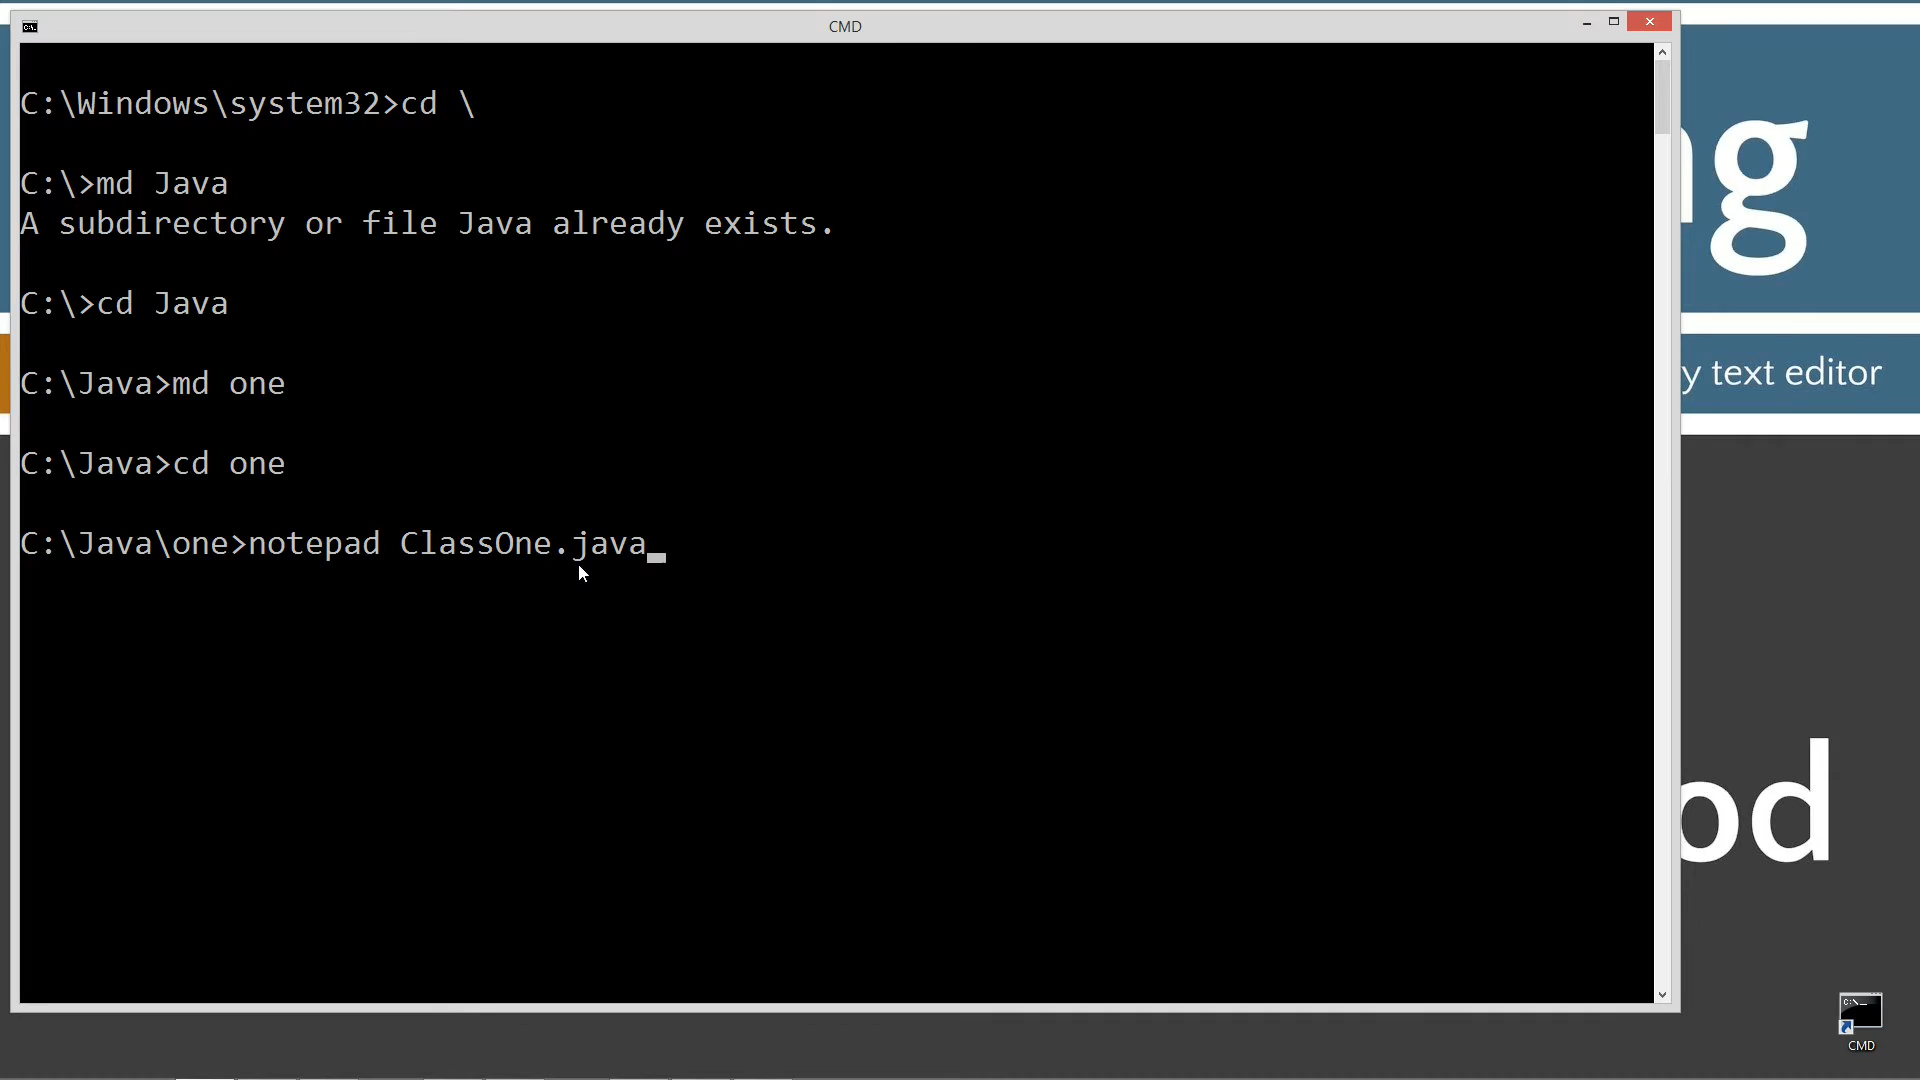 CMD
C:\Windows\system32>cd \
C:\>md Java
A subdirectory or file Java already exists.
C:\>cd Java
C:\Java>md one
C:\Java>cd one
C:\Java\one>notepad ClassOne.java
g
y text editor
od
CMD